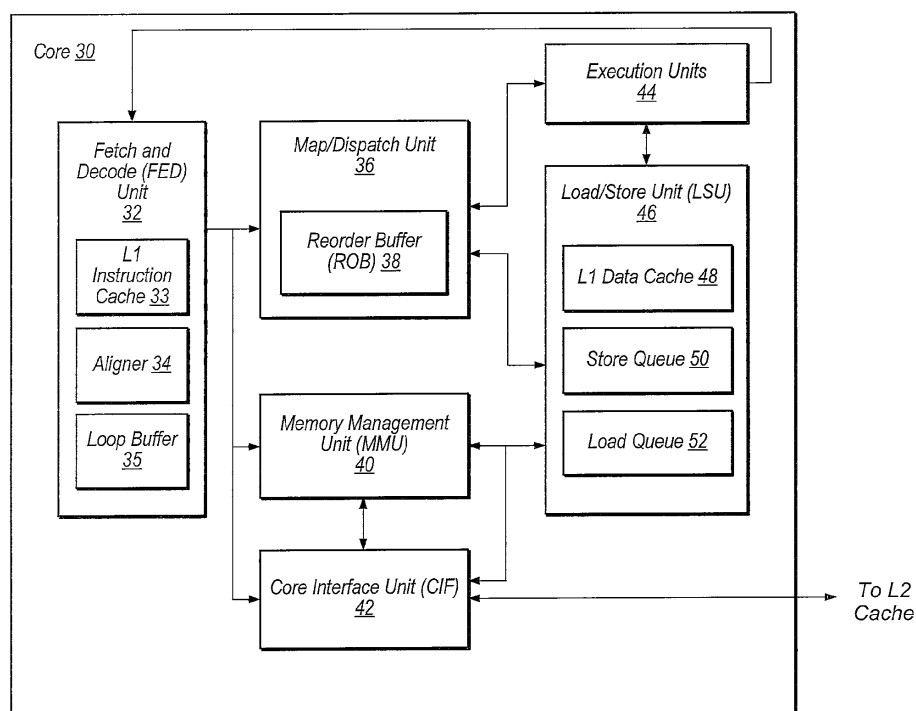 Core 30
Fetch and
Decode (FED)
Unit
32
L1
Instruction
Cache 33
Aligner 34
Loop Buffer
35
Map/Dispatch Unit
36
Reorder Buffer
(ROB) 38
Memory Management
Unit (MMU)
40
Core Interface Unit (CIF)
42
Execution Units
44
Load/Store Unit (LSU)
46
L1 Data Cache 48
Store Queue 50
Load Queue 52
To L2
Cache